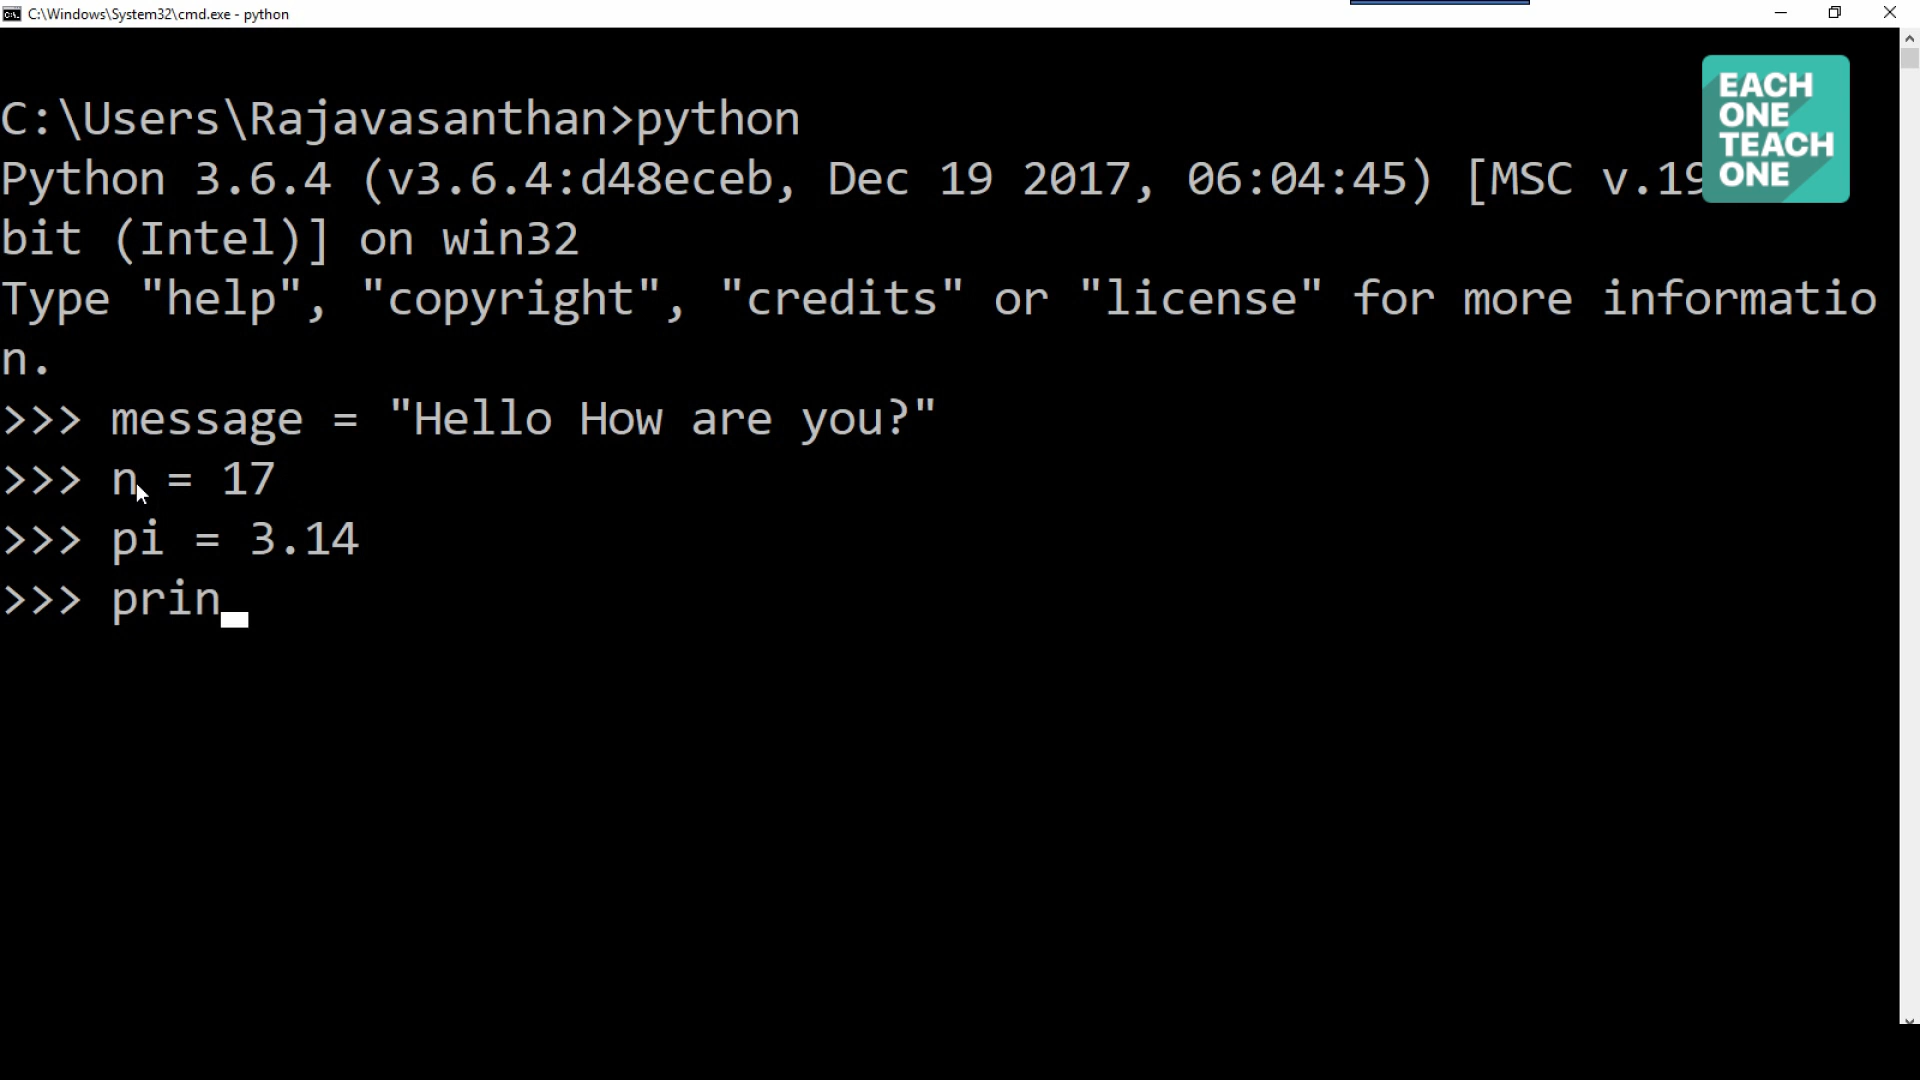 C:\Windows\System32\cmd.exe - python
C:\Users\Rajavasanthan>python
Python 3.6.4 (v3.6.4:d48eceb, Dec 19 2017, 06:04:45) [MSC v.19
bit (Intel)] on win32
Type "help", "copyright", "credits" or "license" for more informatio
n.
>>> message = "Hello How are you?"
>>> n = 17
>>> pi = 3.14
>>> prin_
EACH
ONE
TEACH
ONE